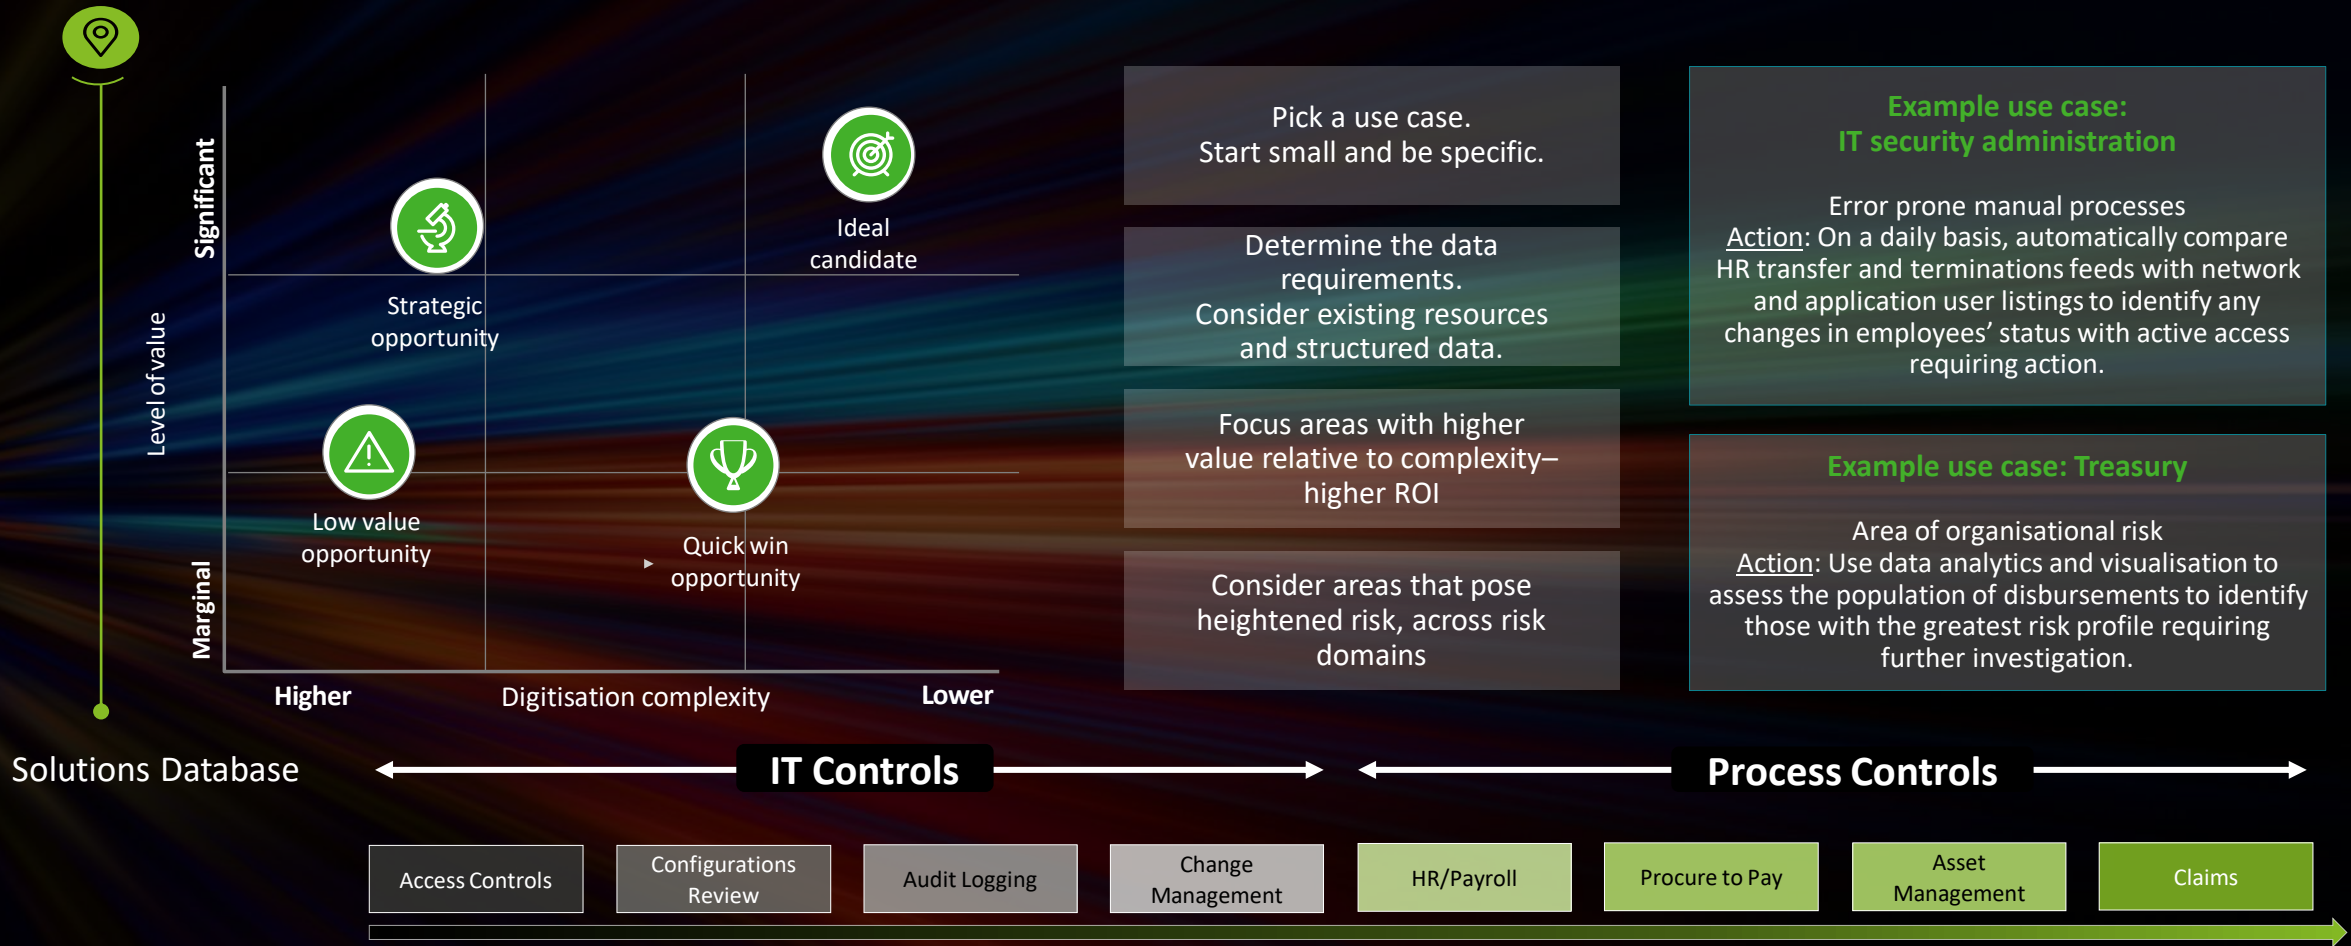 Significant
Level of value
Marginal
Ideal
candidate
Strategic
opportunity
Low value
opportunity
Quick win
opportunity
Higher
Digitisation complexity
Lower
Pick a use case.
Start small and be specific.
Determine the data
requirements.
Consider existing resources
and structured data.
Focus areas with higher
value relative to complexity–
higher ROI
Consider areas that pose
heightened risk, across risk
domains
Example use case:
IT security administration
Error prone manual processes
Action: On a daily basis, automatically compare
HR transfer and terminations feeds with network
and application user listings to identify any
changes in employees’ status with active access
requiring action.
Example use case: Treasury
Area of organisational risk
Action: Use data analytics and visualisation to
assess the population of disbursements to identify
those with the greatest risk profile requiring
further investigation.
Solutions Database
IT Controls
Process Controls
Access Controls
Configurations
Review
Audit Logging
Change
Management
HR/Payroll
Procure to Pay
Asset
Management
Claims